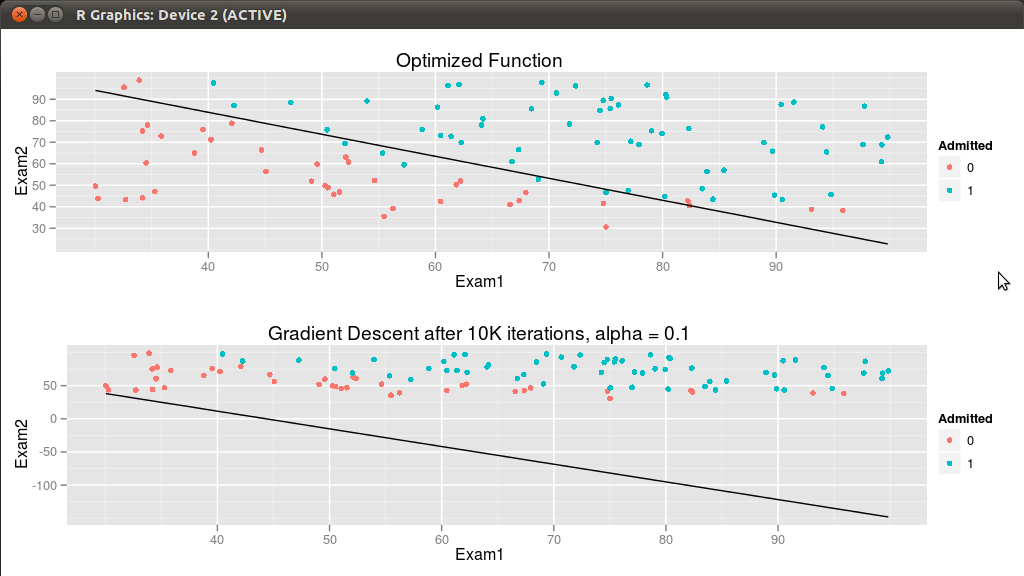 R Graphics: Device 2 (ACTIVE)
Optimized Function
Exam2
90
80
70
60
50
40
30
40 50 60 70 80 90
Exam1
Admitted
0
1
Gradient Descent after 10K iterations, alpha = 0.1
Exam2
50
0
-50
-100
40 50 60 70 80 90
Exam1
Admitted
0
1